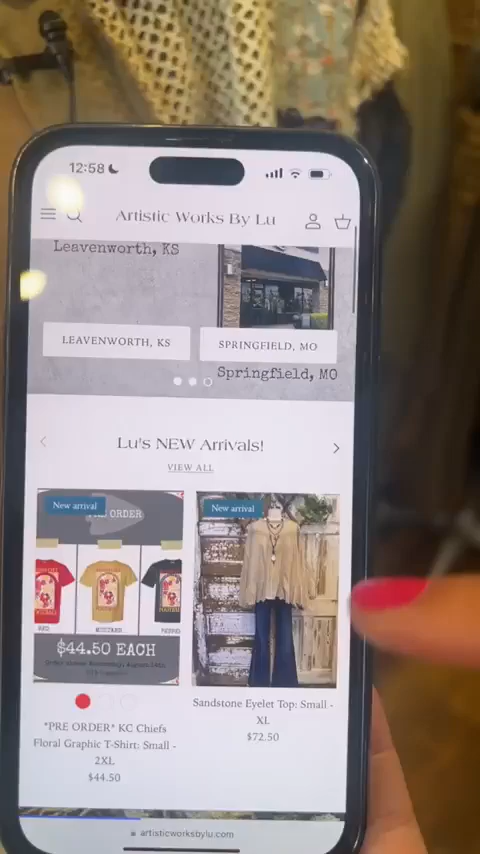 12:58
Artistic Works By Lu
Leavenworth, KS
LEAVENWORTH, KS
SPRINGFIELD, MO
Springfield, MO
Lu's NEW Arrivals!
VIEW ALL
New arrival
ORDER
RED
MUSTARD
$44.50 EACH
New arrival
*PRE ORDER* KC Chiefs
Floral Graphic T-Shirt: Small -
2XL
$44.50
Sandstone Eyelet Top: Small -
XL
$72.50
artisticworksbylu.com